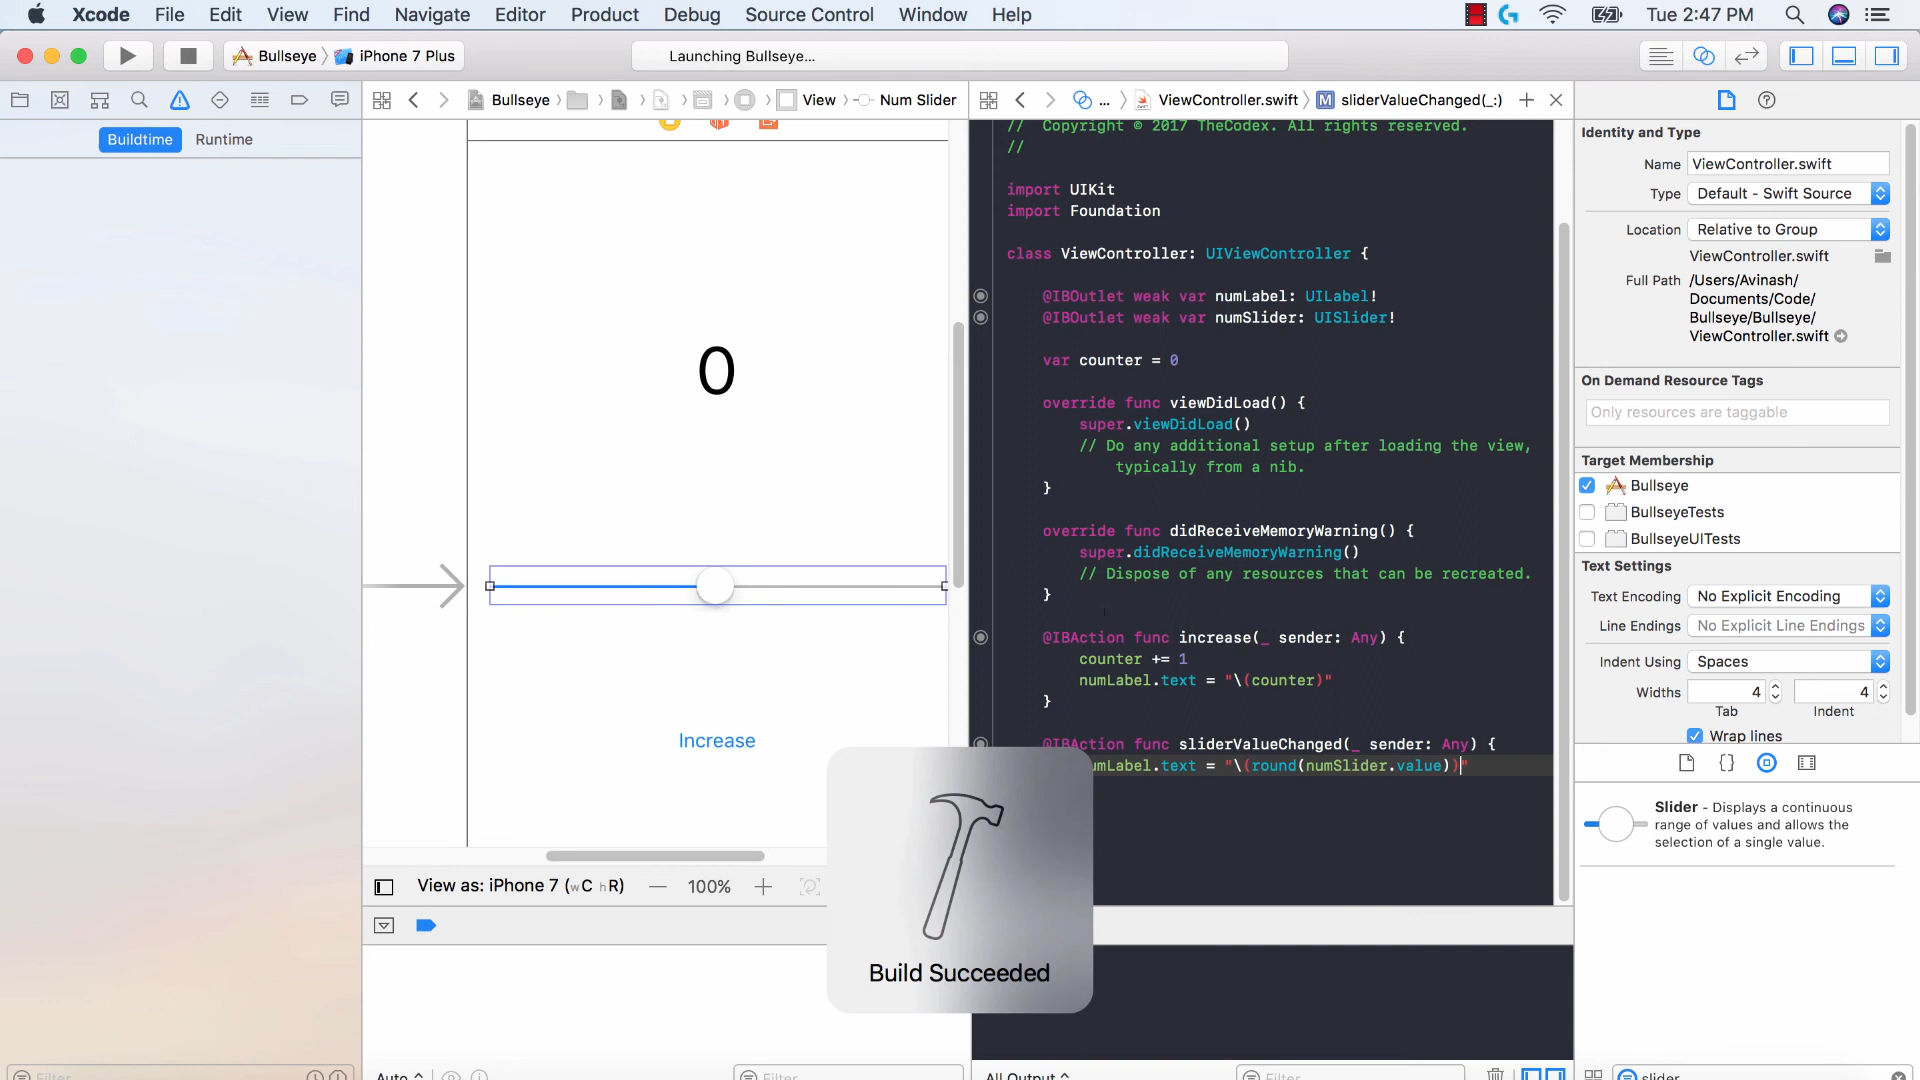 Xcode File Edit View Find Navigate Editor Product Debug Source Control Window Help Tue 2:47 PM
Bullseye iPhone 7 Plus Launching Bullseye...
Bullseye View Num Slider ... ViewController.swift M sliderValueChanged(_:)
Buildtime Runtime
// Copyright © 2017 TheCodex. All rights reserved.
//
import UIKit
import Foundation
class ViewController: UIViewController {
@IBOutlet weak var numLabel: UILabel!
@IBOutlet weak var numSlider: UISlider!
var counter = 0
override func viewDidLoad() {
super.viewDidLoad()
// Do any additional setup after loading the view,
typically from a nib.
}
override func didReceiveMemoryWarning() {
super.didReceiveMemoryWarning()
// Dispose of any resources that can be recreated.
}
@IBAction func increase(_ sender: Any) {
counter += 1
numLabel.text = "\(counter)"
}
@IBAction func sliderValueChanged(_ sender: Any) {
umLabel.text = "\(round(numSlider.value))"
0
Increase
View as: iPhone 7 (wC hR) — 100% +
Build Succeeded
Identity and Type
Name ViewController.swift
Type Default - Swift Source
Location Relative to Group
ViewController.swift
Full Path /Users/Avinash/
Documents/Code/
Bullseye/Bullseye/
ViewController.swift
On Demand Resource Tags
Only resources are taggable
Target Membership
Bullseye
BullseyeTests
BullseyeUITests
Text Settings
Text Encoding No Explicit Encoding
Line Endings No Explicit Line Endings
Indent Using Spaces
Widths 4 4
Tab Indent
Wrap lines
{}
Slider - Displays a continuous
range of values and allows the
selection of a single value.
Filter Auto Filter All Output Filter slider